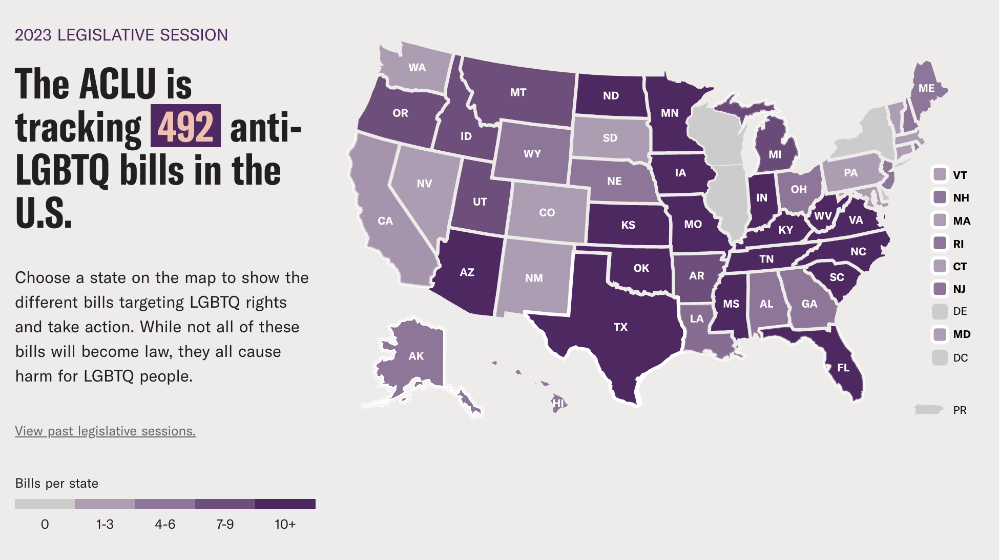 2023 LEGISLATIVE SESSION
The ACLU is
tracking 492 anti-
LGBTQ bills in the
U.S.
Choose a state on the map to show the
different bills targeting LGBTQ rights
and take action. While not all of these
bills will become law, they all cause
harm for LGBTQ people.
View past legislative sessions.
Bills per state
0 1-3 4-6 7-9 10+
WA
OR
CA
NV
ID
MT
WY
UT
CO
AZ
NM
ND
SD
NE
KS
OK
TX
MN
IA
MO
AR
LA
MI
IN
OH
KY
TN
MS
AL
GA
FL
SC
NC
VA
WV
PA
ME
AK
HI
VT
NH
MA
RI
CT
NJ
DE
MD
DC
PR